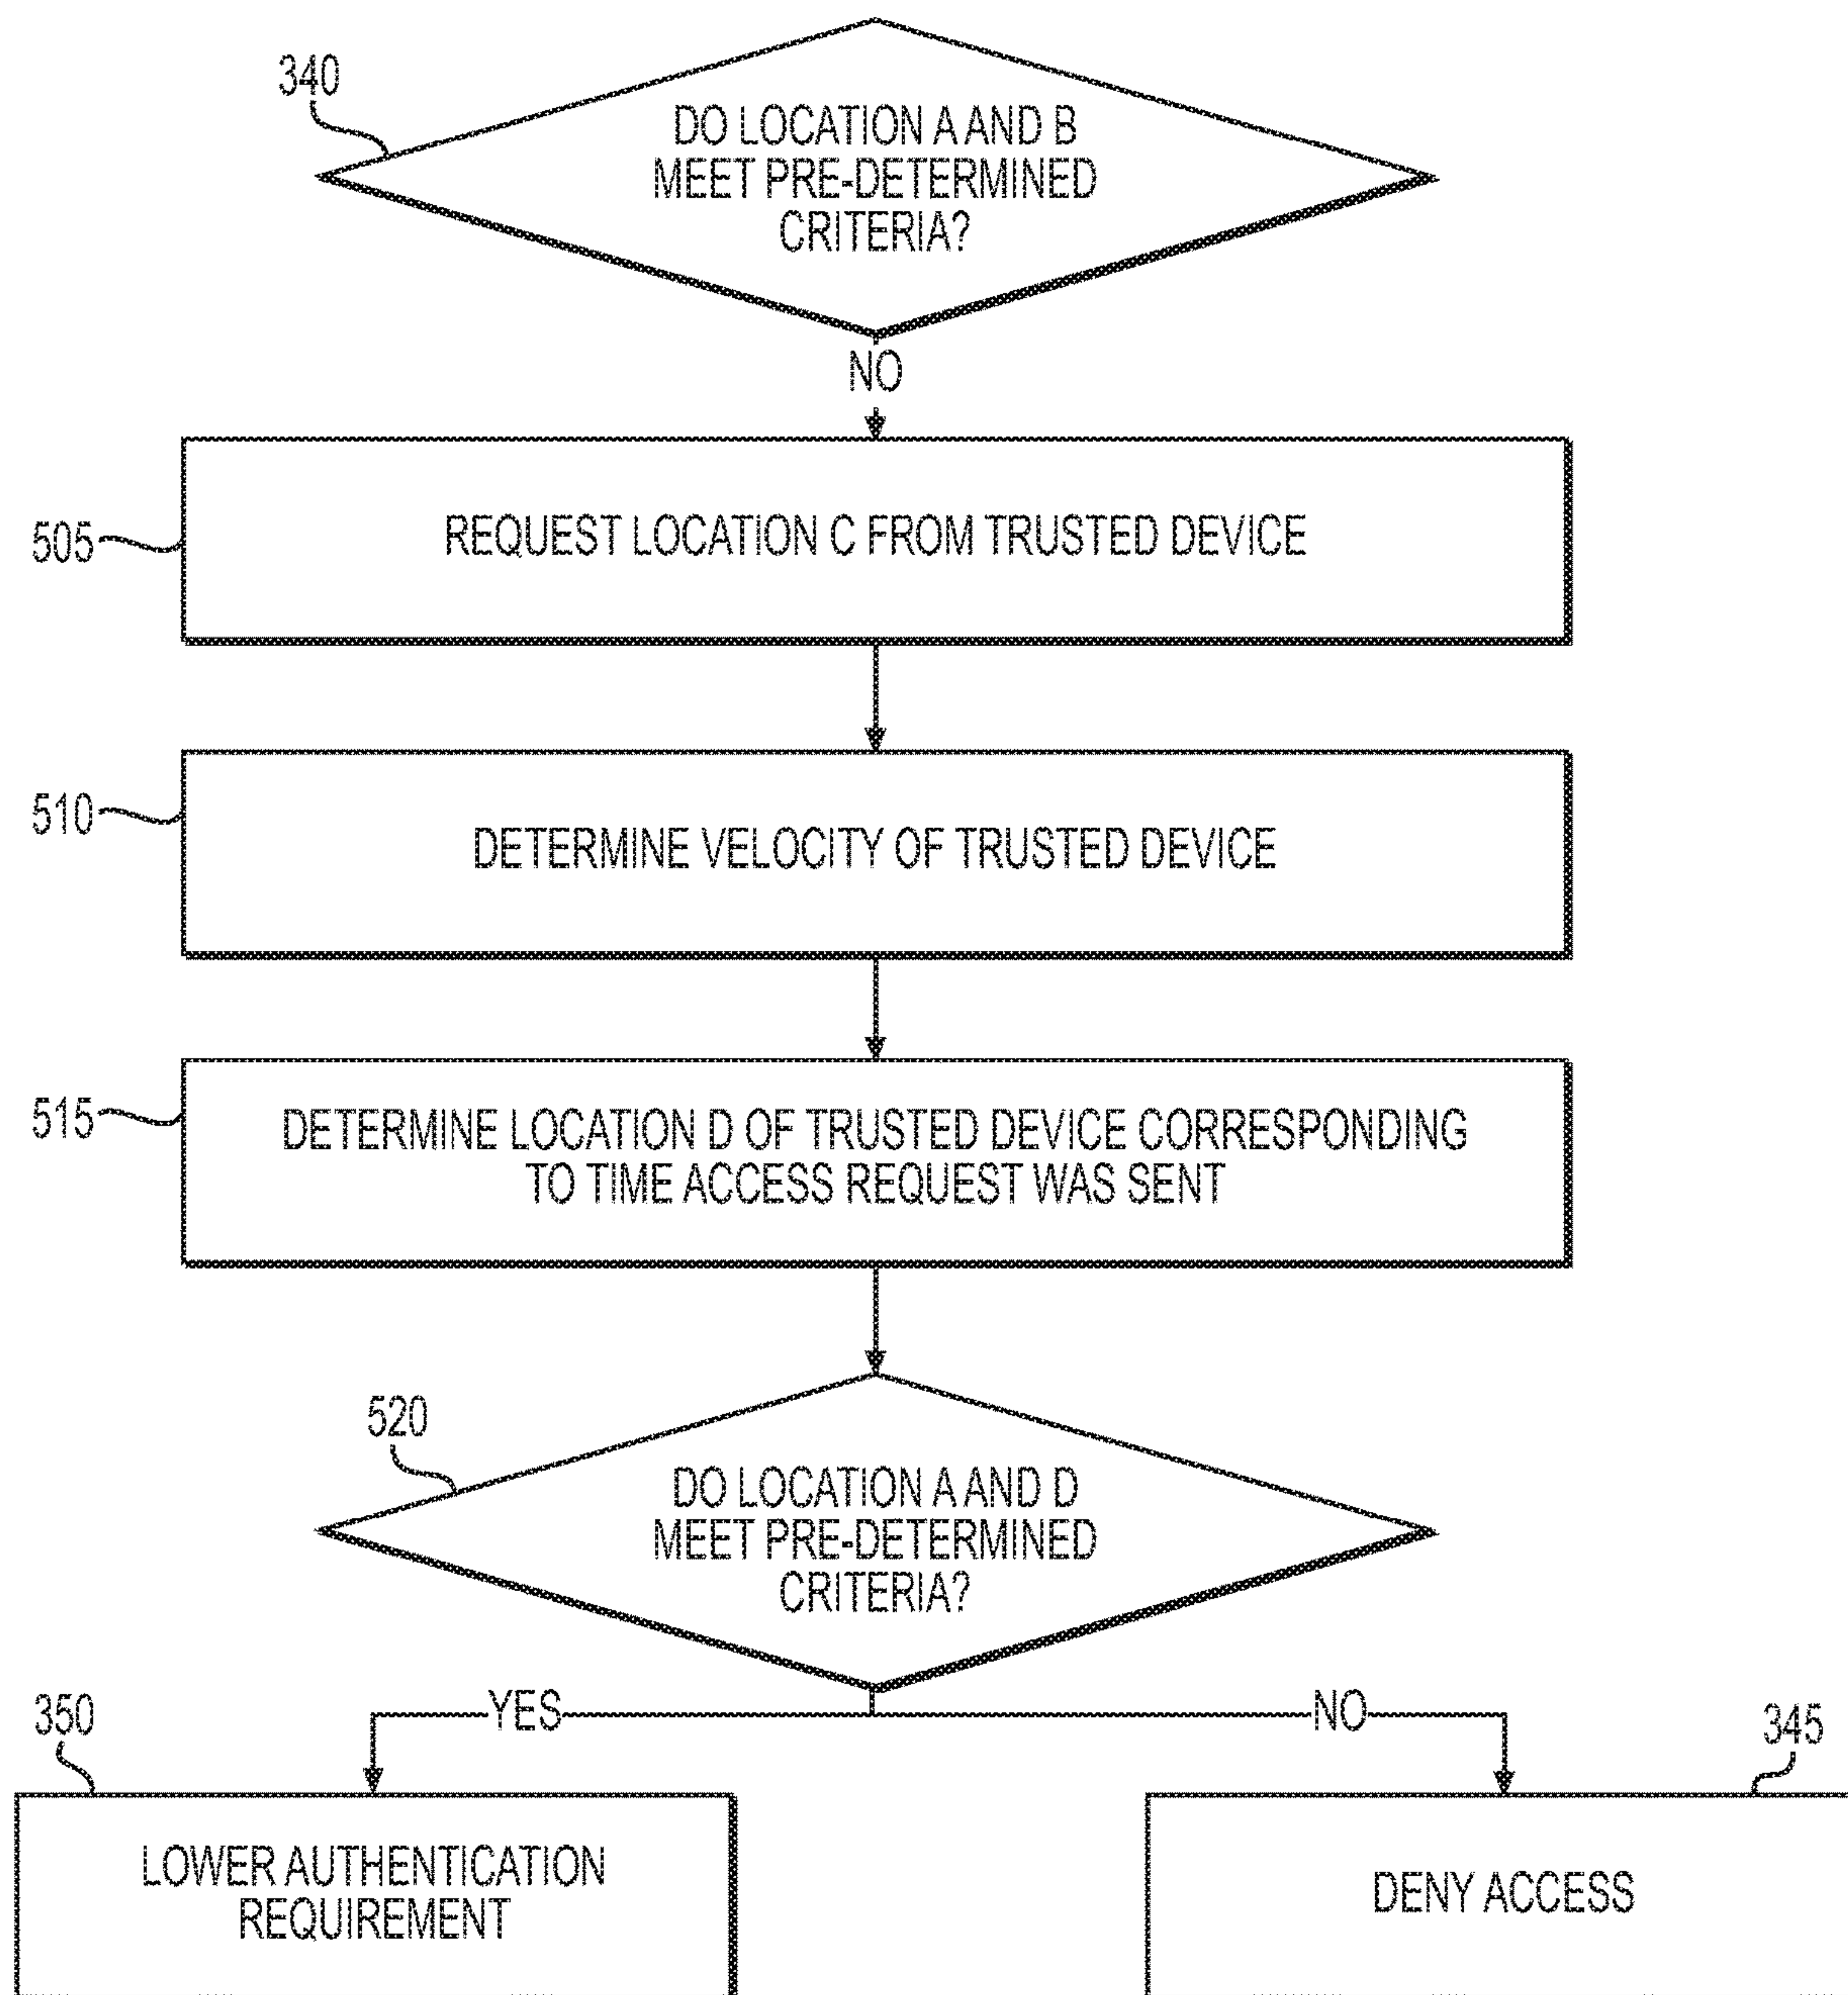 340
DO LOCATION A AND B
MEET PRE-DETERMINED
CRITERIA?
NO
505
REQUEST LOCATION C FROM TRUSTED DEVICE
510
DETERMINE VELOCITY OF TRUSTED DEVICE
515
DETERMINE LOCATION D OF TRUSTED DEVICE CORRESPONDING
TO TIME ACCESS REQUEST WAS SENT
520
DO LOCATION A AND D
MEET PRE-DETERMINED
CRITERIA?
YES
NO
350
345
LOWER AUTHENTICATION
REQUIREMENT
DENY ACCESS